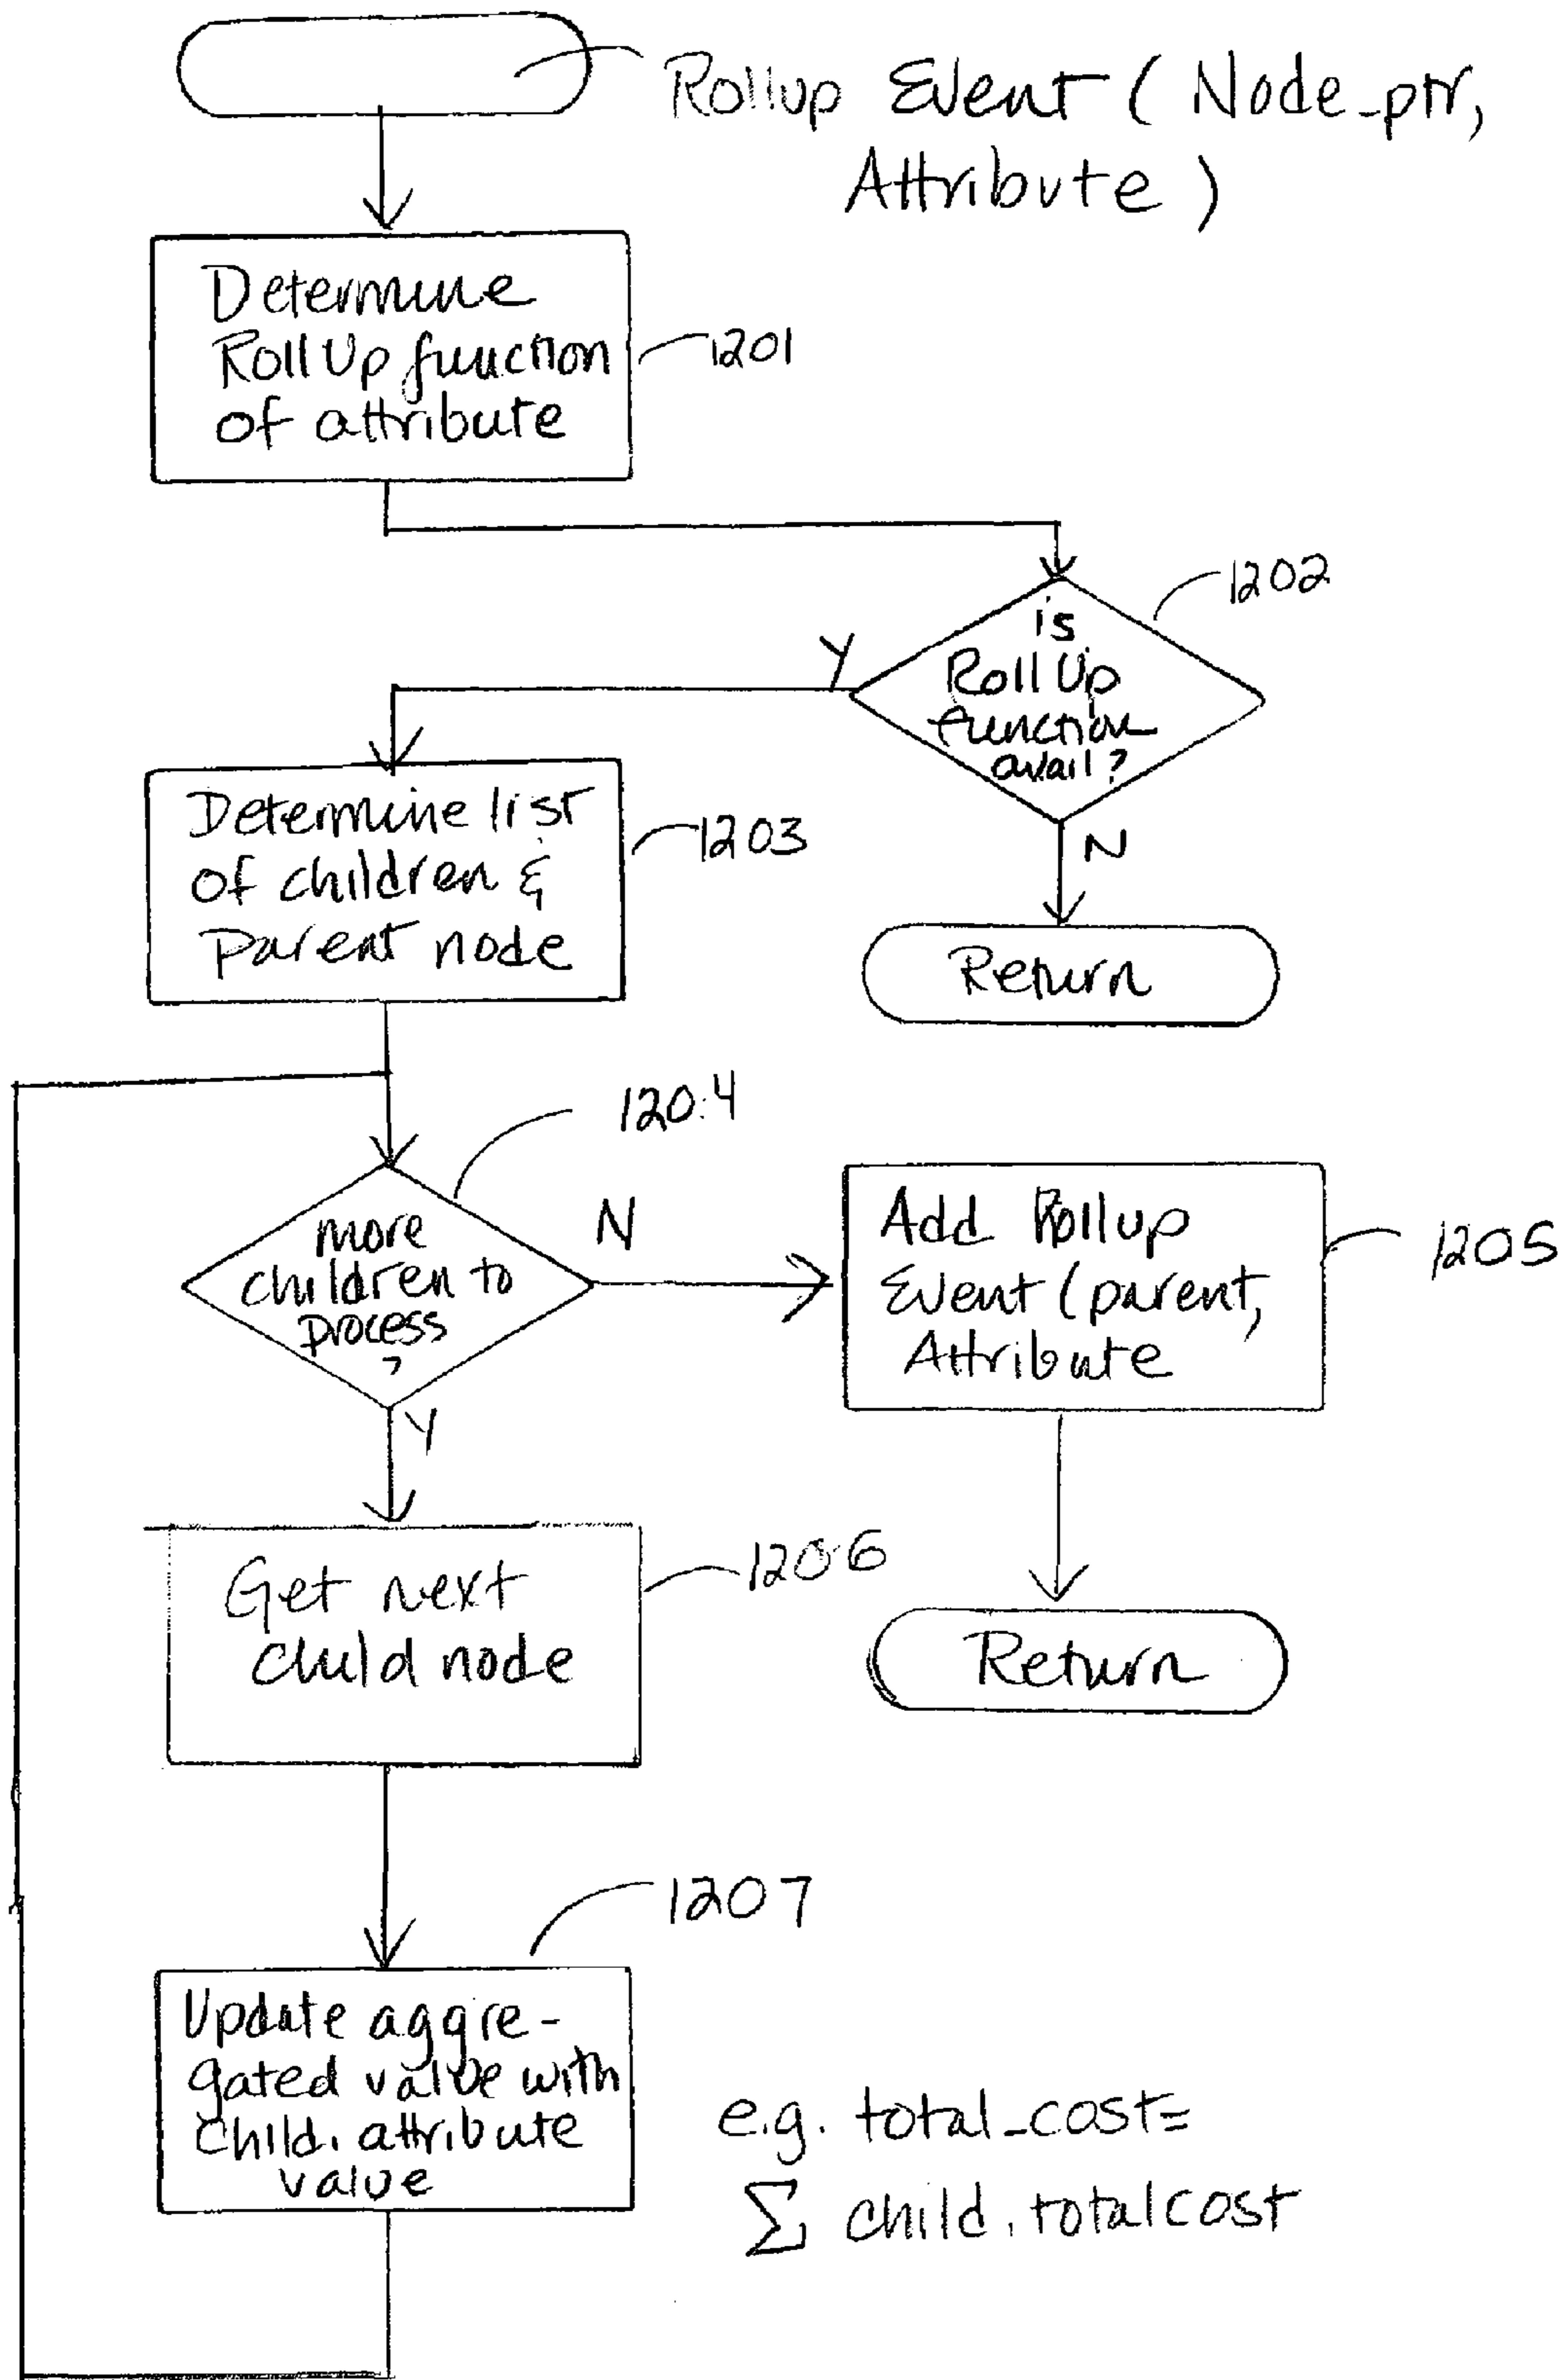 Rollup Event ( Node_ptr,
Attribute )
Determine
Roll Up function
of attribute
1201
1202
is
Roll Up
function
avail?
Y
N
Determine list
of children &
parent node
1203
Return
1204
more
children to
process
?
N
Y
Add Rollup
Event (parent,
Attribute
1205
Get next
child node
1206
Return
1207
Update aggre-
gated value with
child.attribute
value
e.g. total_cost=
∑ child.totalcost